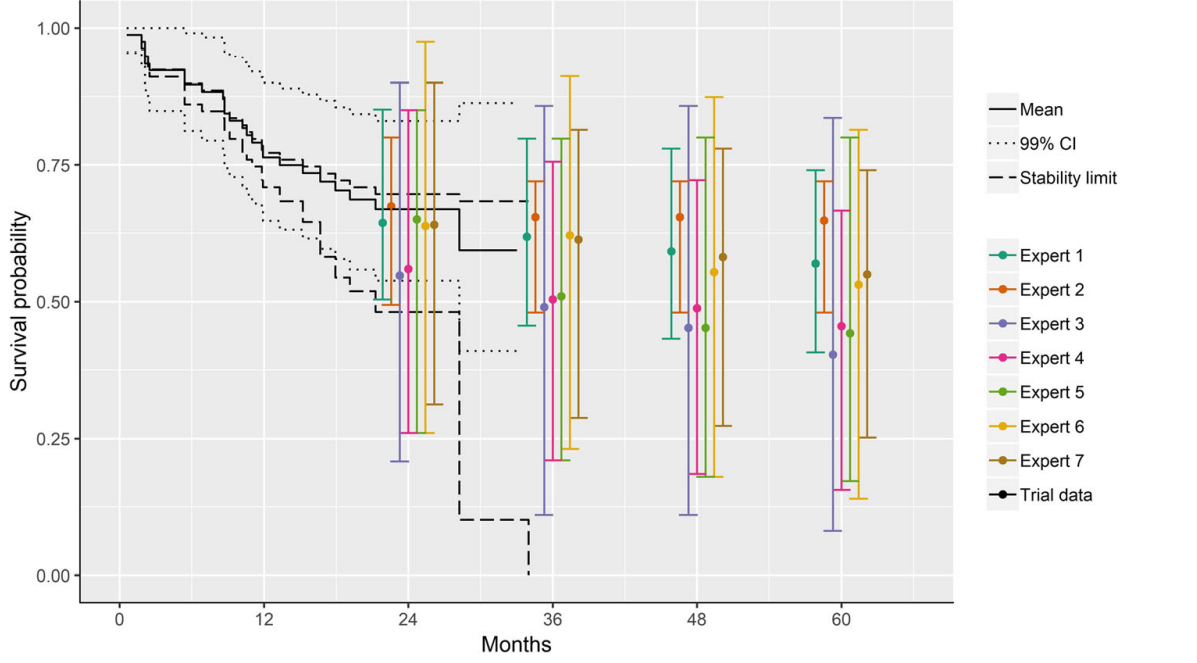 1.00
0.75
0.50
0.25
0.00
Survival probability
0
12
24
36
48
60
Months
Mean
99% CI
Stability limit
Expert 1
Expert 2
Expert 3
Expert 4
Expert 5
Expert 6
Expert 7
Trial data